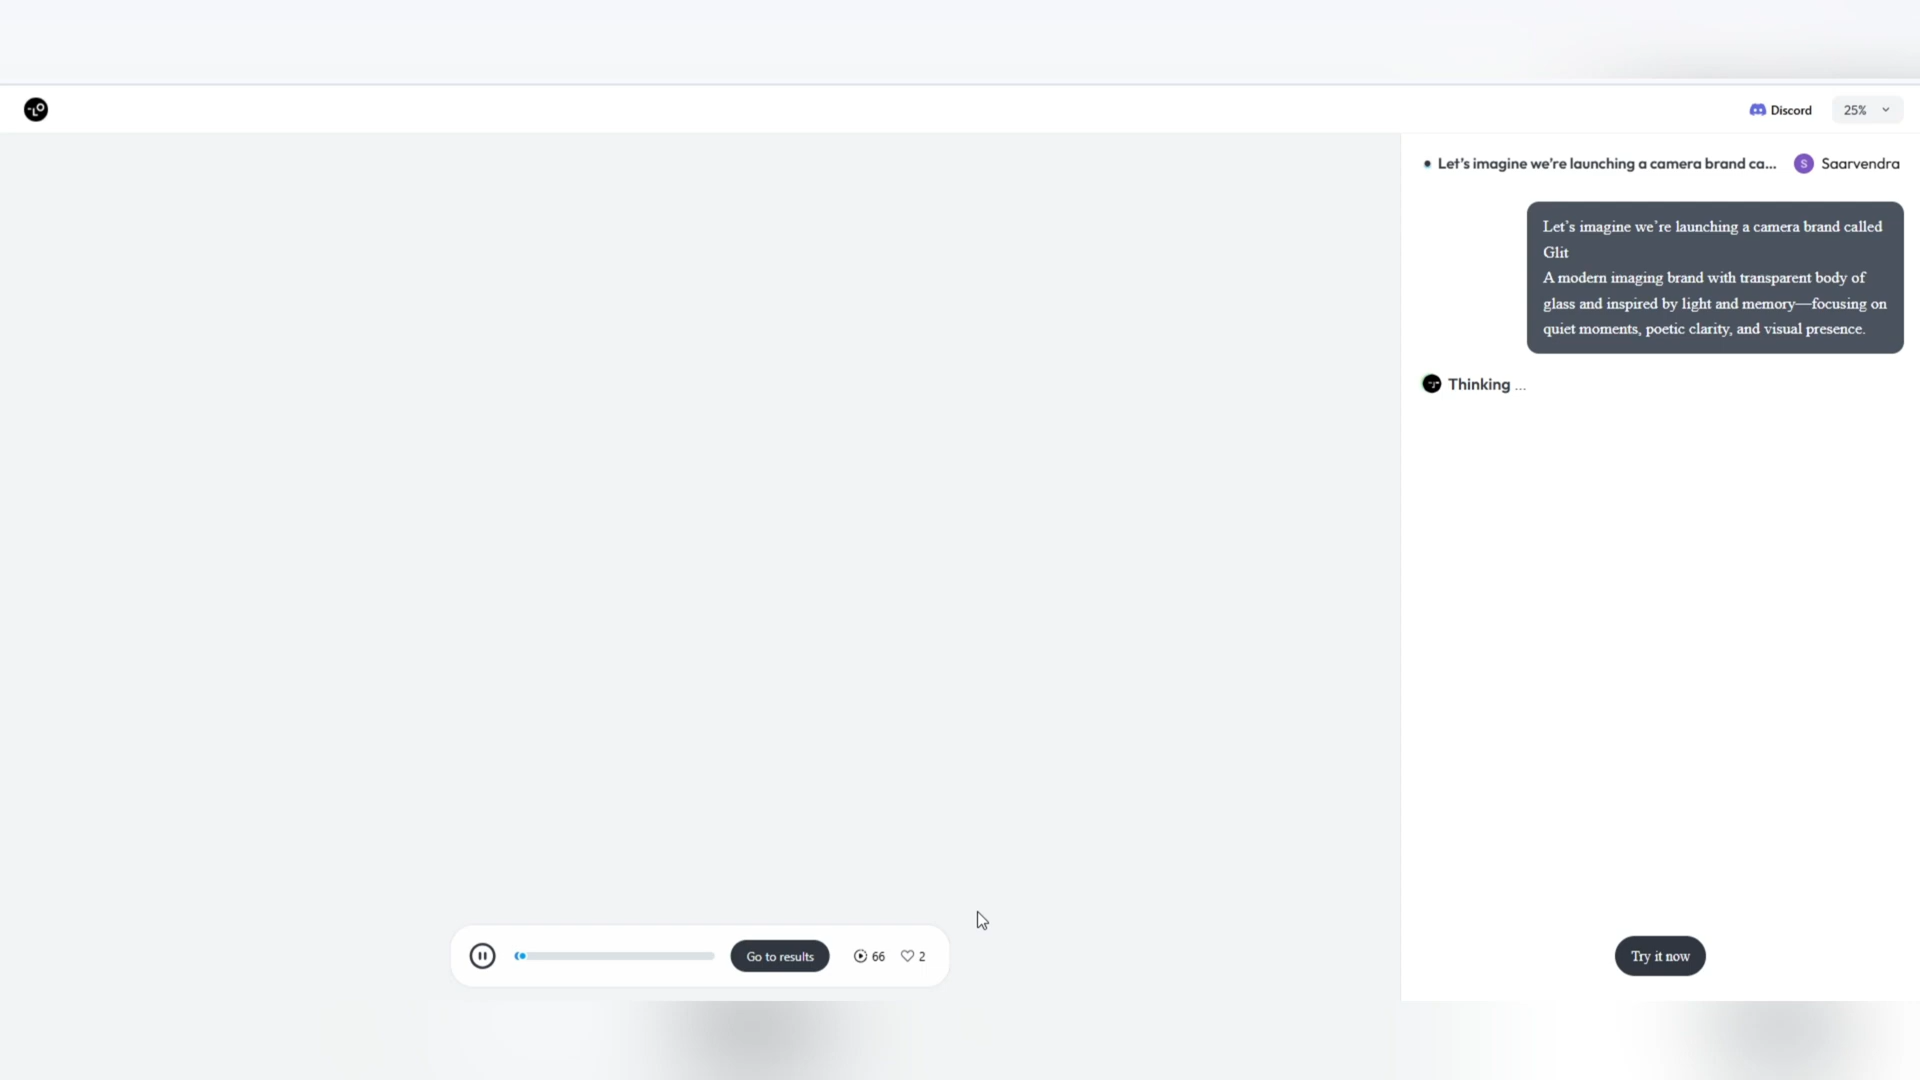 Discord
25%
Let's imagine we're launching a camera brand ca...
S
Saarvendra
Let's imagine we're launching a camera brand called
Glit
A modern imaging brand with transparent body of
glass and inspired by light and memory—focusing on
quiet moments, poetic clarity, and visual presence.
Thinking ...
Go to results
66
2
Try it now